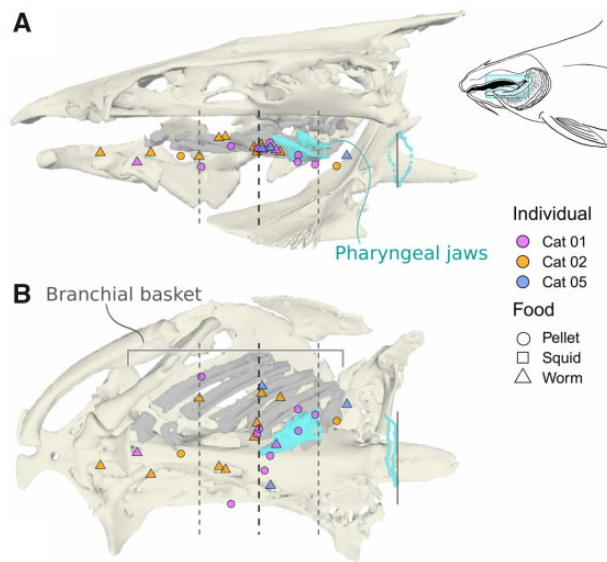 A
Pharyngeal jaws
Individual
Cat 01
Cat 02
Cat 05
Food
Pellet
Squid
Worm
B
Branchial basket